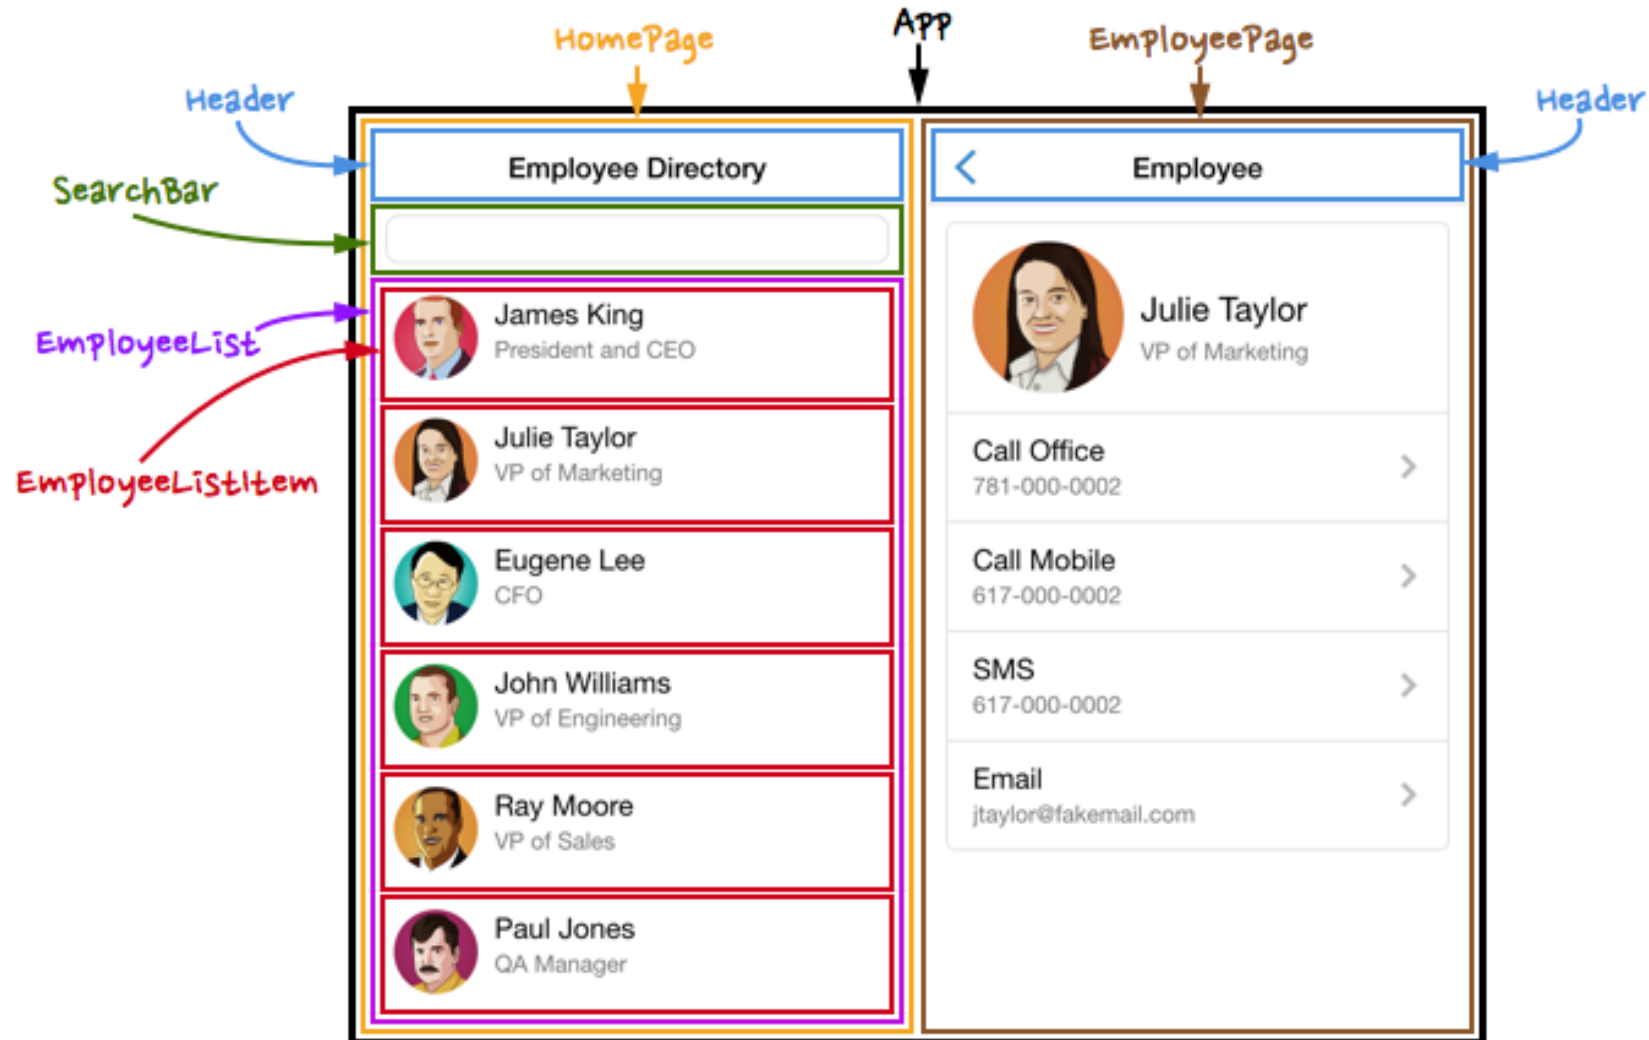 App
HomePage
EmployeePage
Header
Header
SearchBar
EmployeeList
EmployeeListItem
Employee Directory
James King
President and CEO
Julie Taylor
VP of Marketing
Eugene Lee
CFO
John Williams
VP of Engineering
Ray Moore
VP of Sales
Paul Jones
QA Manager
Employee
Julie Taylor
VP of Marketing
Call Office
781-000-0002
Call Mobile
617-000-0002
SMS
617-000-0002
Email
jtaylor@fakemail.com